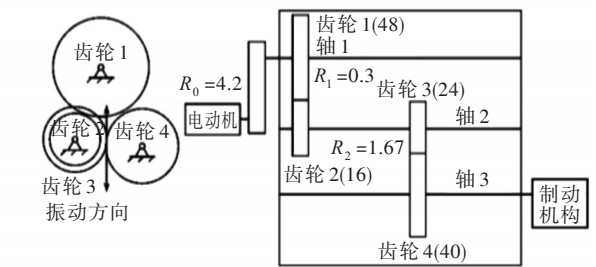 齿轮 1
齿轮 2
齿轮 4
齿轮 3
振动方向
齿轮 1(48)
轴 1
R₀=4.2
R₁=0.3
齿轮 3(24)
电动机
轴 2
R₂=1.67
齿轮 2(16)
轴 3
制动
机构
齿轮 4(40)